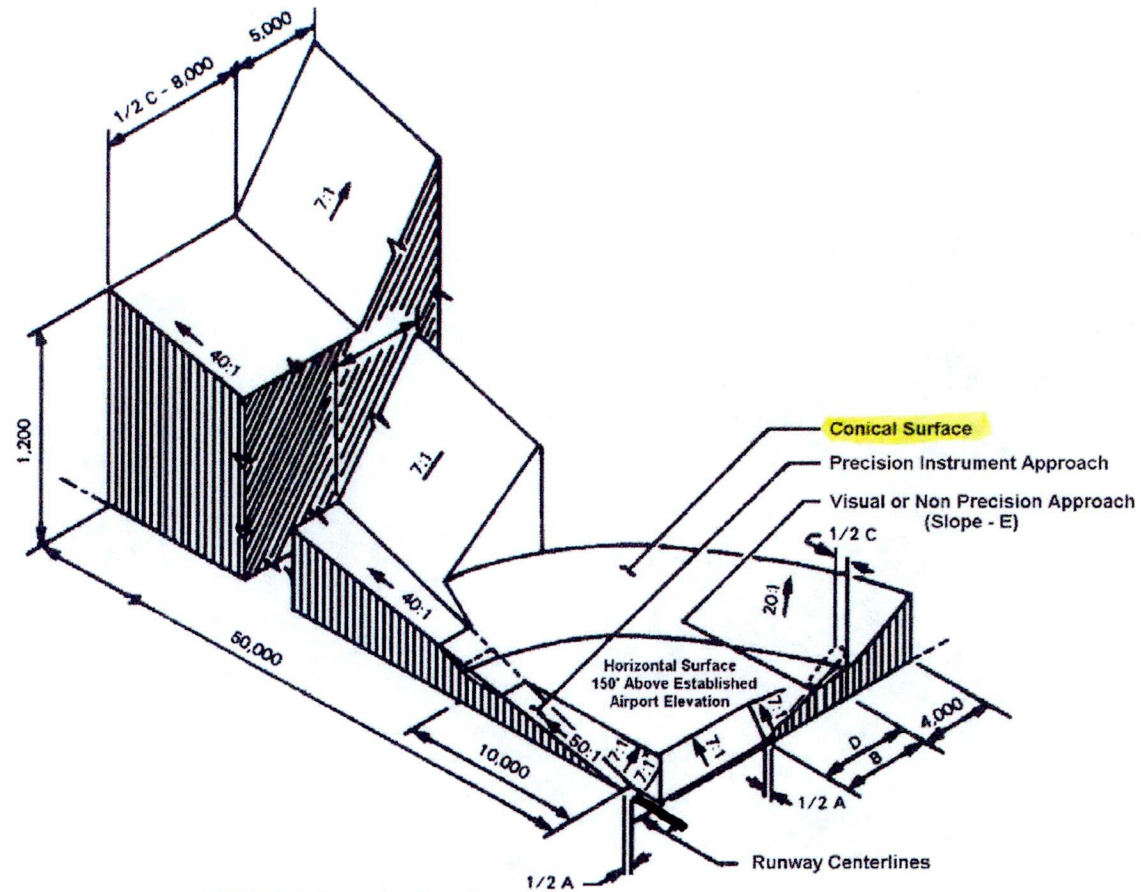 5,000
1/2 C - 8,000
7:1
40:1
1,200
7:1
Conical Surface
Precision Instrument Approach
Visual or Non Precision Approach
(Slope - E)
1/2 C
20:1
40:1
50,000
Horizontal Surface
150' Above Established
Airport Elevation
4,000
D
B
10,000
50:1
7:1
7:1
7:1
7:1
1/2 A
Runway Centerlines
1/2 A